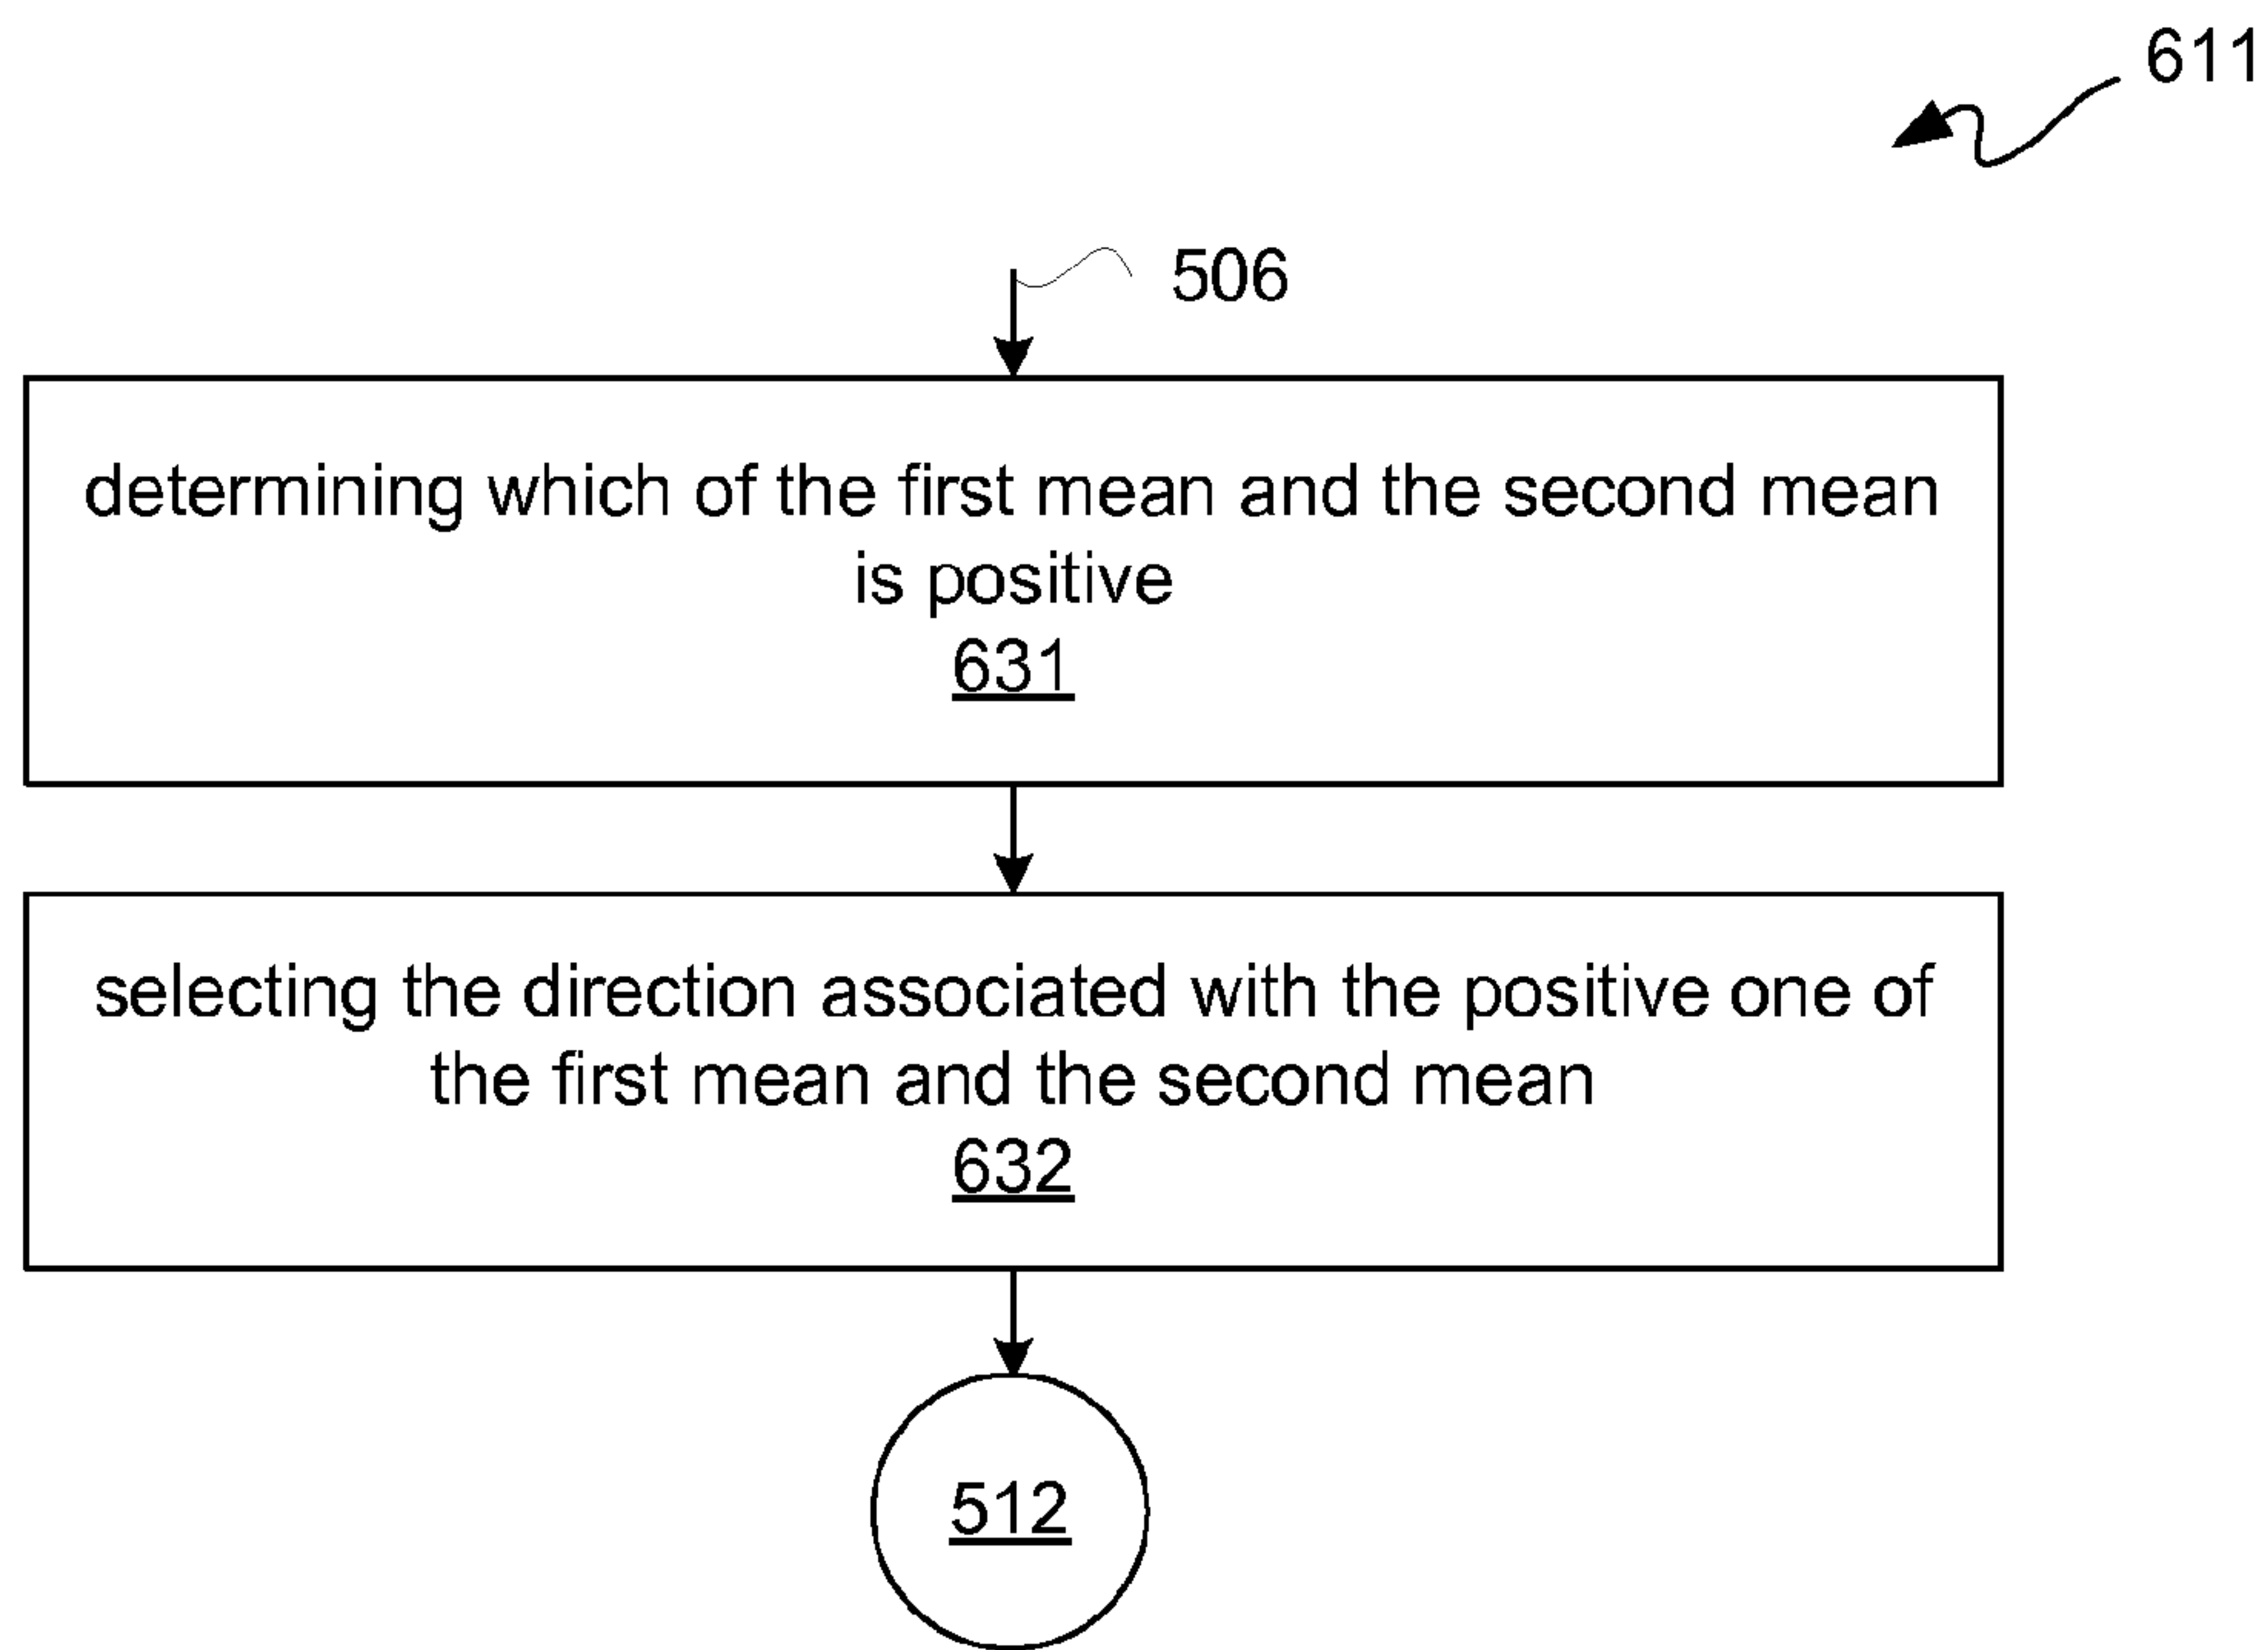 611
506
determining which of the first mean and the second mean
is positive
631
selecting the direction associated with the positive one of
the first mean and the second mean
632
512